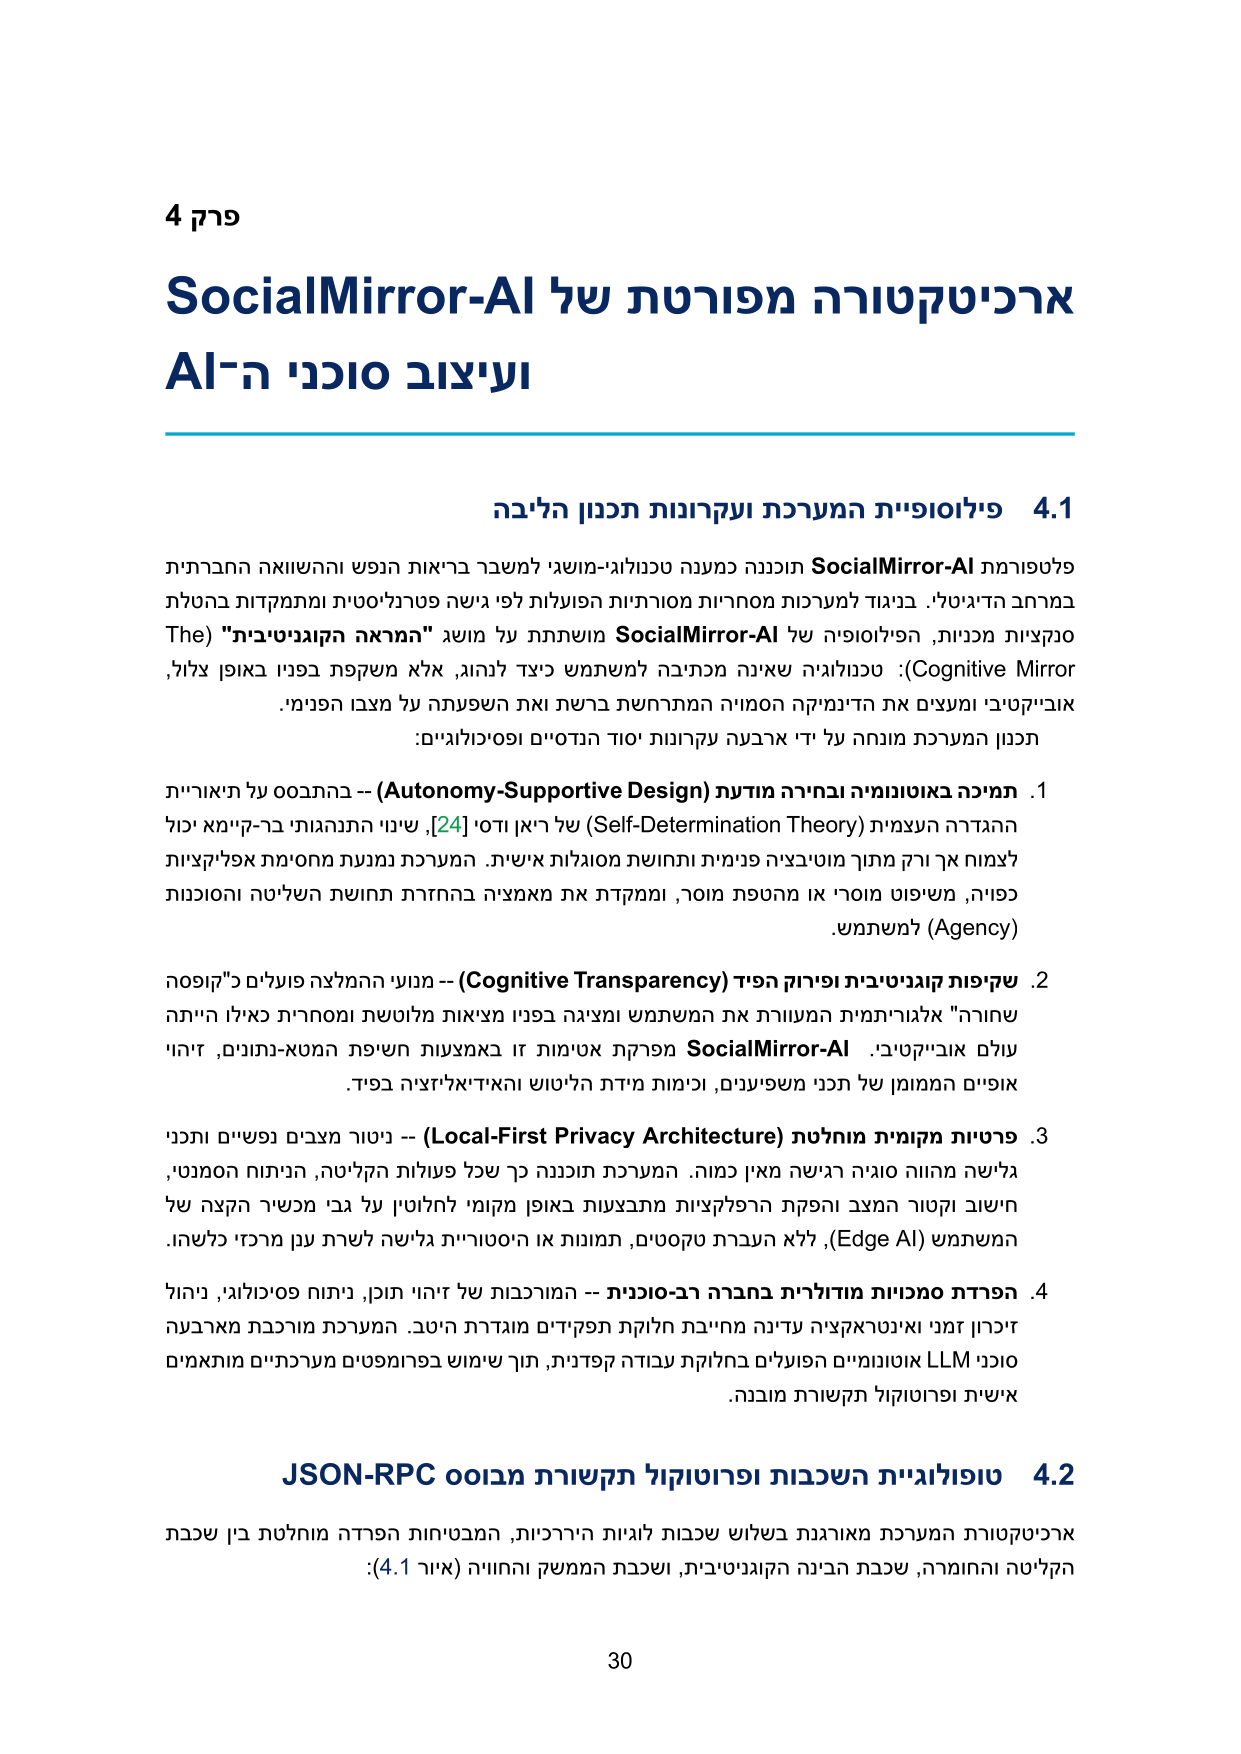 פרק 4
ארכיטקטורה מפורטת של SocialMirror-AI
ועיצוב סוכני ה־AI
4.1 פילוסופיית המערכת ועקרונות תכנון הליבה
פלטפורמת SocialMirror-AI תוכננה כמענה טכנולוגי-מושגי למשבר בריאות הנפש וההשוואה החברתית
במרחב הדיגיטלי. בניגוד למערכות מסחריות מסורתיות הפועלות לפי גישה פטרנליסטית ומתמקדות בהטלת
סנקציות מכניות, הפילוסופיה של SocialMirror-AI מושתתת על מושג "המראה הקוגניטיבית" (The
Cognitive Mirror): טכנולוגיה שאינה מכתיבה למשתמש כיצד לנהוג, אלא משקפת בפניו באופן צלול,
אובייקטיבי ומעצים את הדינמיקה הסמויה המתרחשת ברשת ואת השפעתה על מצבו הפנימי.
תכנון המערכת מונחה על ידי ארבעה עקרונות יסוד הנדסיים ופסיכולוגיים:
1. תמיכה באוטונומיה ובחירה מודעת (Autonomy-Supportive Design) -- בהתבסס על תיאוריית
ההגדרה העצמית (Self-Determination Theory) של ריאן ודסי [24], שינוי התנהגותי בר-קיימא יכול
לצמוח אך ורק מתוך מוטיבציה פנימית ותחושת מסוגלות אישית. המערכת נמנעת מחסימת אפליקציות
כפויה, משיפוט מוסרי או מהטפת מוסר, וממקדת את מאמציה בהחזרת תחושת השליטה והסוכנות
(Agency) למשתמש.
2. שקיפות קוגניטיבית ופירוק הפיד (Cognitive Transparency) -- מנועי ההמלצה פועלים כ"קופסה
שחורה" אלגוריתמית המעוורת את המשתמש ומציגה בפניו מציאות מלוטשת ומסחרית כאילו הייתה
עולם אובייקטיבי. SocialMirror-AI מפרקת אטימות זו באמצעות חשיפת המטא-נתונים, זיהוי
אופיים הממומן של תכני משפיענים, וכימות מידת הליטוש והאידיאליזציה בפיד.
3. פרטיות מקומית מוחלטת (Local-First Privacy Architecture) -- ניטור מצבים נפשיים ותכני
גלישה מהווה סוגיה רגישה מאין כמוה. המערכת תוכננה כך שכל פעולות הקליטה, הניתוח הסמנטי,
חישוב וקטור המצב והפקת הרפלקציות מתבצעות באופן מקומי לחלוטין על גבי מכשיר הקצה של
המשתמש (Edge AI), ללא העברת טקסטים, תמונות או היסטוריית גלישה לשרת ענן מרכזי כלשהו.
4. הפרדת סמכויות מודולרית בחברה רב-סוכנית -- המורכבות של זיהוי תוכן, ניתוח פסיכולוגי, ניהול
זיכרון זמני ואינטראקציה עדינה מחייבת חלוקת תפקידים מוגדרת היטב. המערכת מורכבת מארבעה
סוכני LLM אוטונומיים הפועלים בחלוקת עבודה קפדנית, תוך שימוש בפרומפטים מערכתיים מותאמים
אישית ופרוטוקול תקשורת מובנה.
4.2 טופולוגיית השכבות ופרוטוקול תקשורת מבוסס JSON-RPC
ארכיטקטורת המערכת מאורגנת בשלוש שכבות לוגיות היררכיות, המבטיחות הפרדה מוחלטת בין שכבת
הקליטה והחומרה, שכבת הבינה הקוגניטיבית, ושכבת הממשק והחוויה (איור 4.1):
30